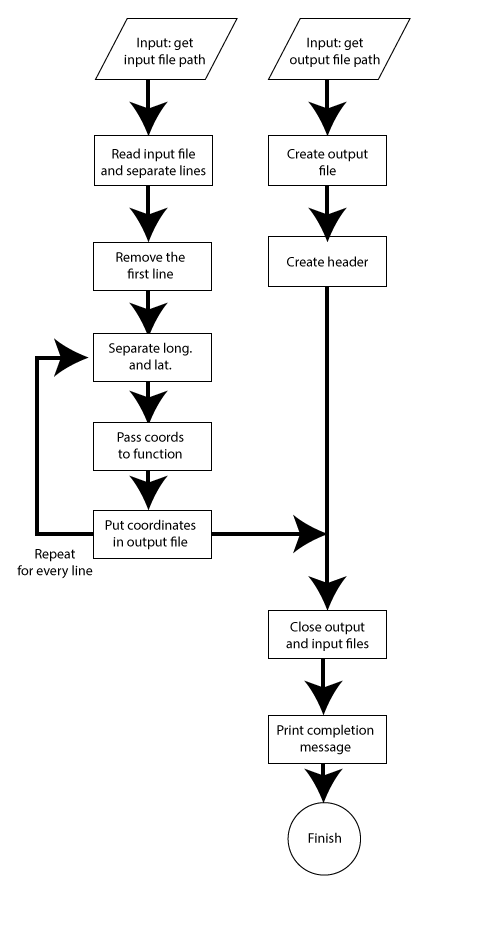 Input: get
input file path
Input: get
output file path
Read input file
and separate lines
Create output
file
Remove the
first line
Create header
Separate long.
and lat.
Pass coords
to function
Put coordinates
in output file
Repeat
for every line
Close output
and input files
Print completion
message
Finish